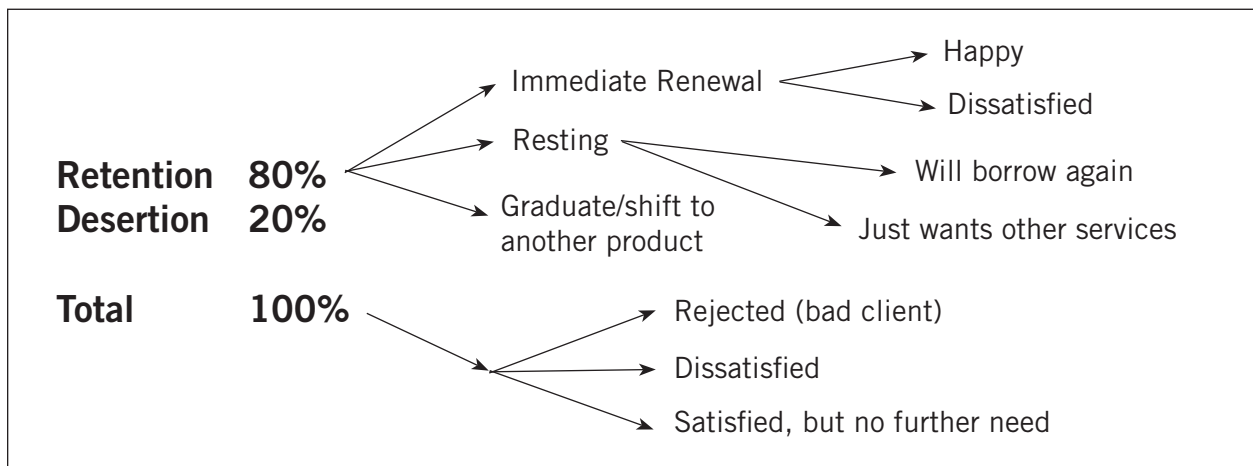 Happy
Immediate Renewal
Dissatisfied
Resting
Retention 80%
Will borrow again
Desertion 20%
Graduate/shift to
another product
Just wants other services
Total 100%
Rejected (bad client)
Dissatisfied
Satisfied, but no further need